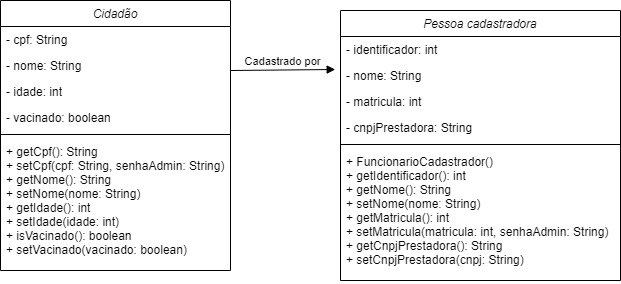 Cidadão
- cpf: String
- nome: String
- idade: int
- vacinado: boolean
+ getCpf(): String
+ setCpf(cpf: String, senhaAdmin: String)
+ getNome(): String
+ setNome(nome: String)
+ getIdade(): int
+ setIdade(idade: int)
+ isVacinado(): boolean
+ setVacinado(vacinado: boolean)
Cadastrado por
Pessoa cadastradora
- identificador: int
- nome: String
- matricula: int
- cnpjPrestadora: String
+ FuncionarioCadastrador()
+ getIdentificador(): int
+ getNome(): String
+ setNome(nome: String)
+ getMatricula(): int
+ setMatricula(matricula: int, senhaAdmin: String)
+ getCnpjPrestadora(): String
+ setCnpjPrestadora(cnpj: String)